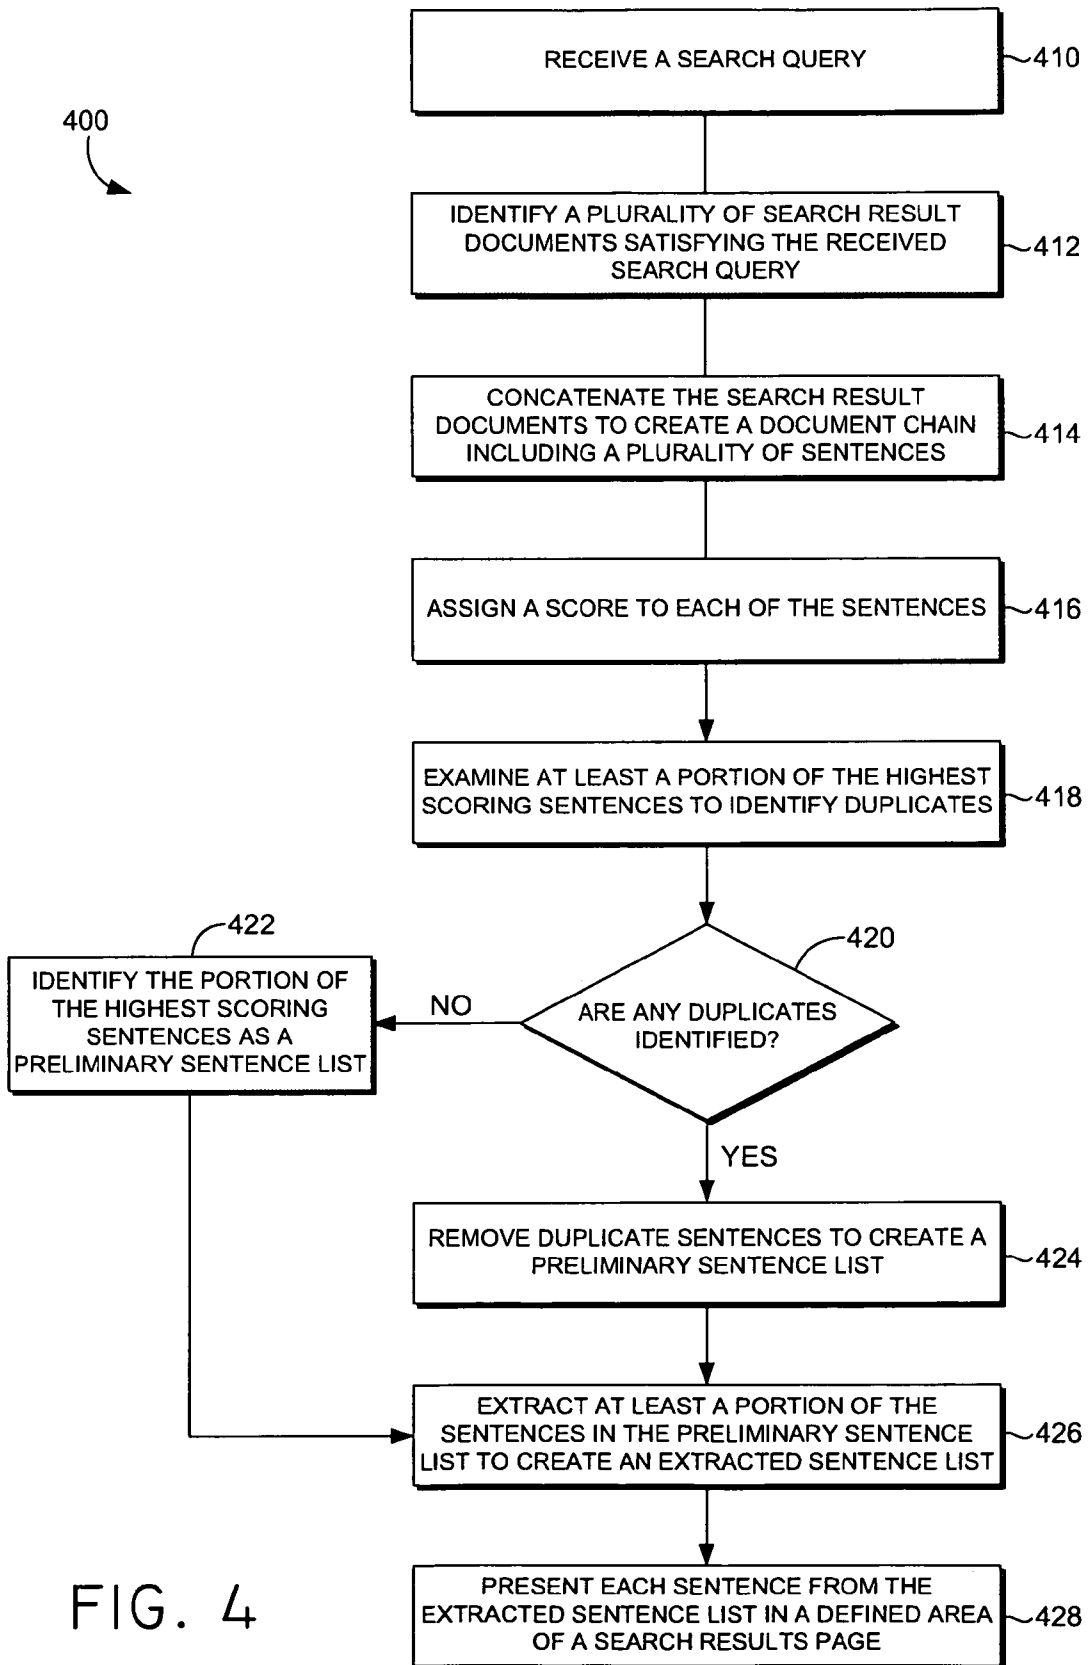 RECEIVE A SEARCH QUERY
410
400
IDENTIFY A PLURALITY OF SEARCH RESULT
DOCUMENTS SATISFYING THE RECEIVED
SEARCH QUERY
412
CONCATENATE THE SEARCH RESULT
DOCUMENTS TO CREATE A DOCUMENT CHAIN
INCLUDING A PLURALITY OF SENTENCES
414
ASSIGN A SCORE TO EACH OF THE SENTENCES
416
EXAMINE AT LEAST A PORTION OF THE HIGHEST
SCORING SENTENCES TO IDENTIFY DUPLICATES
418
420
ARE ANY DUPLICATES
IDENTIFIED?
NO
422
IDENTIFY THE PORTION OF
THE HIGHEST SCORING
SENTENCES AS A
PRELIMINARY SENTENCE LIST
YES
REMOVE DUPLICATE SENTENCES TO CREATE A
PRELIMINARY SENTENCE LIST
424
EXTRACT AT LEAST A PORTION OF THE
SENTENCES IN THE PRELIMINARY SENTENCE
LIST TO CREATE AN EXTRACTED SENTENCE LIST
426
PRESENT EACH SENTENCE FROM THE
EXTRACTED SENTENCE LIST IN A DEFINED AREA
OF A SEARCH RESULTS PAGE
428
FIG. 4